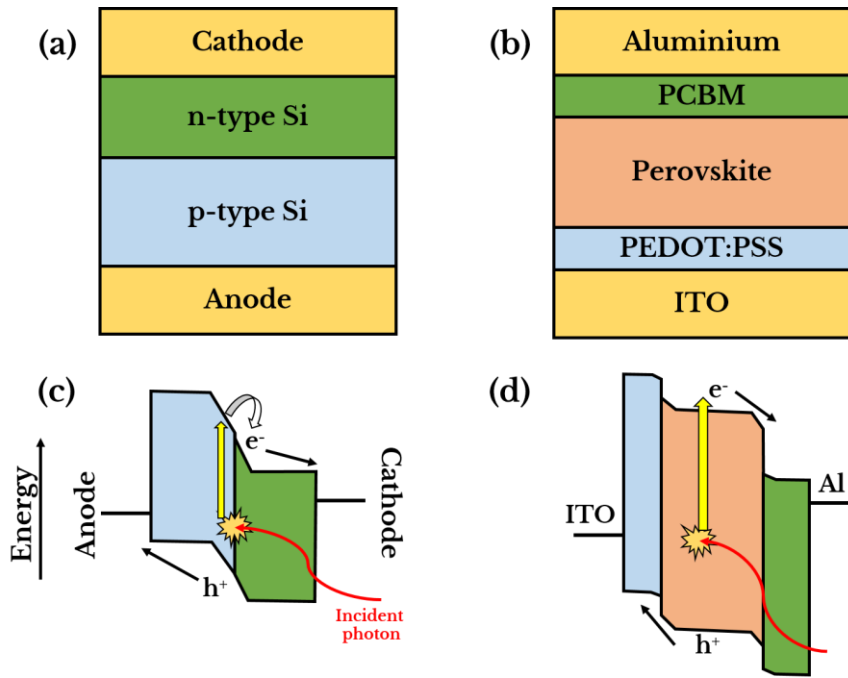 (a)
Cathode
n-type Si
p-type Si
Anode
(b)
Aluminium
PCBM
Perovskite
PEDOT:PSS
ITO
(c)
Energy
Anode
e-
h+
Cathode
Incident
photon
(d)
e-
ITO
Al
h+